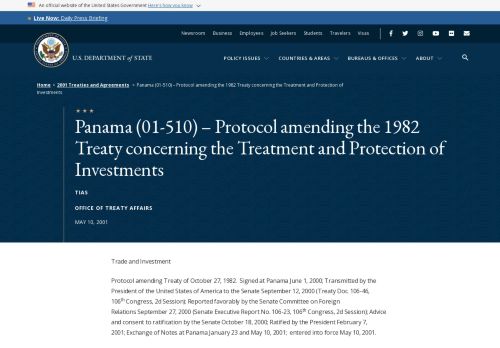 An official website of the United States Government Here's how you know
Live Now: Daily Press Briefing
Newsroom Business Employees Job Seekers Students Travelers Visas
U.S. DEPARTMENT of STATE
POLICY ISSUES COUNTRIES & AREAS BUREAUS & OFFICES ABOUT
Home > 2001 Treaties and Agreements > Panama (01-510) – Protocol amending the 1982 Treaty concerning the Treatment and Protection of
Investments
Panama (01-510) – Protocol amending the 1982
Treaty concerning the Treatment and Protection of
Investments
TIAS
OFFICE OF TREATY AFFAIRS
MAY 10, 2001
Trade and Investment
Protocol amending Treaty of October 27, 1982. Signed at Panama June 1, 2000; Transmitted by the
President of the United States of America to the Senate September 12, 2000 (Treaty Doc. 106-46,
106th Congress, 2d Session); Reported favorably by the Senate Committee on Foreign
Relations September 27, 2000 (Senate Executive Report No. 106-23, 106th Congress, 2d Session); Advice
and consent to ratification by the Senate October 18, 2000; Ratified by the President February 7,
2001; Exchange of Notes at Panama January 23 and May 10, 2001; entered into force May 10, 2001.